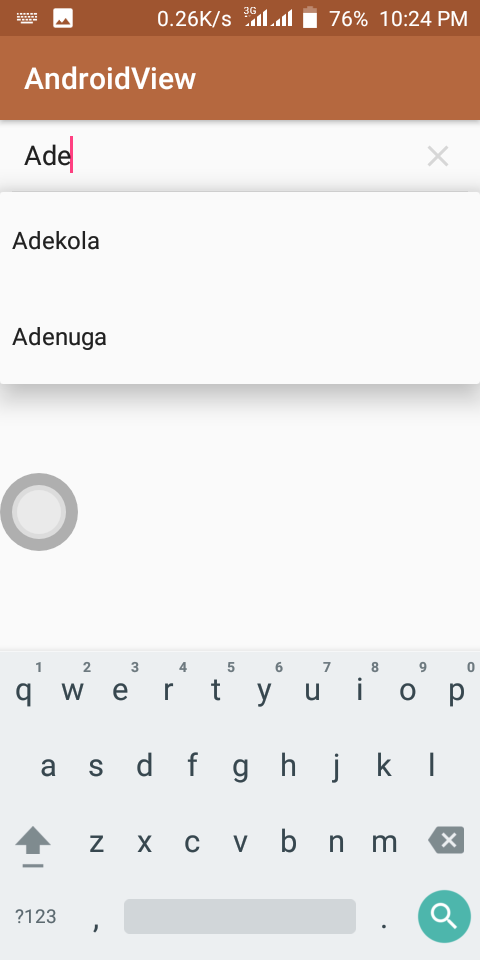 0.26K/s 3G 76% 10:24 PM
AndroidView
Ade
Adekola
Adenuga
1 2 3 4 5 6 7 8 9 0
q w e r t y u i o p
a s d f g h j k l
z x c v b n m
?123 , .